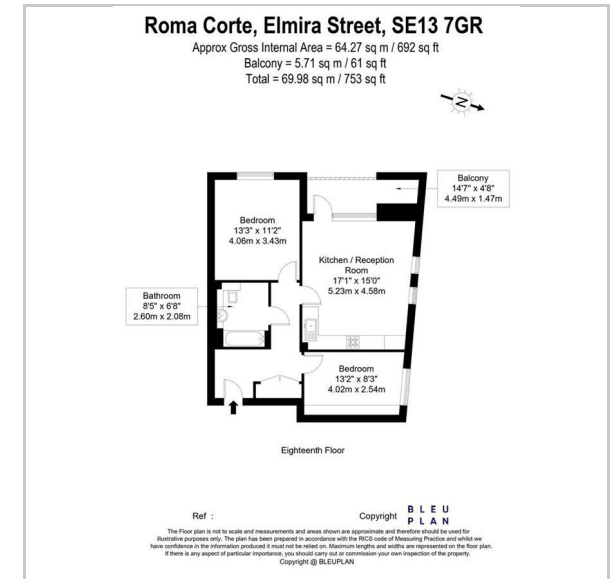 Roma Corte, Elmira Street, SE13 7GR
Approx Gross Internal Area = 64.27 sq m / 692 sq ft
Balcony = 5.71 sq m / 61 sq ft
Total = 69.98 sq m / 753 sq ft
N
Balcony
14'7" x 4'8"
4.49m x 1.47m
Bedroom
13'3" x 11'2"
4.06m x 3.43m
Kitchen / Reception
Room
17'1" x 15'0"
5.23m x 4.58m
Bathroom
8'5" x 6'8"
2.60m x 2.08m
Bedroom
13'2" x 8'3"
4.02m x 2.54m
Eighteenth Floor
Ref :
Copyright
BLEU
PLAN
The Floor plan is not to scale and measurements and areas shown are approximate and therefore should be used for
illustrative purposes only. The plan has been prepared in accordance with the RICS code of Measuring Practice and whilst we
have confidence in the information produced it must not be relied on. Maximum lengths and widths are represented on the floor plan.
If there is any aspect of particular importance, you should carry out or commission your own inspection of the property.
Copyright @ BLEUPLAN